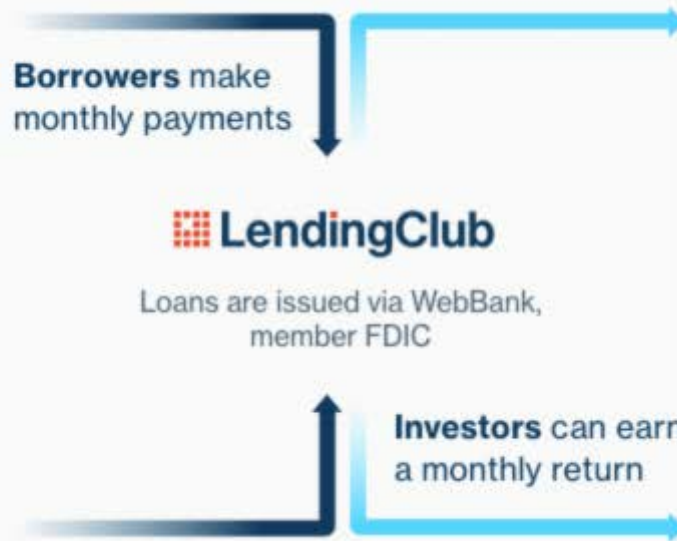 Borrowers make
monthly payments
LendingClub
Loans are issued via WebBank,
member FDIC
Investors can earn
a monthly return